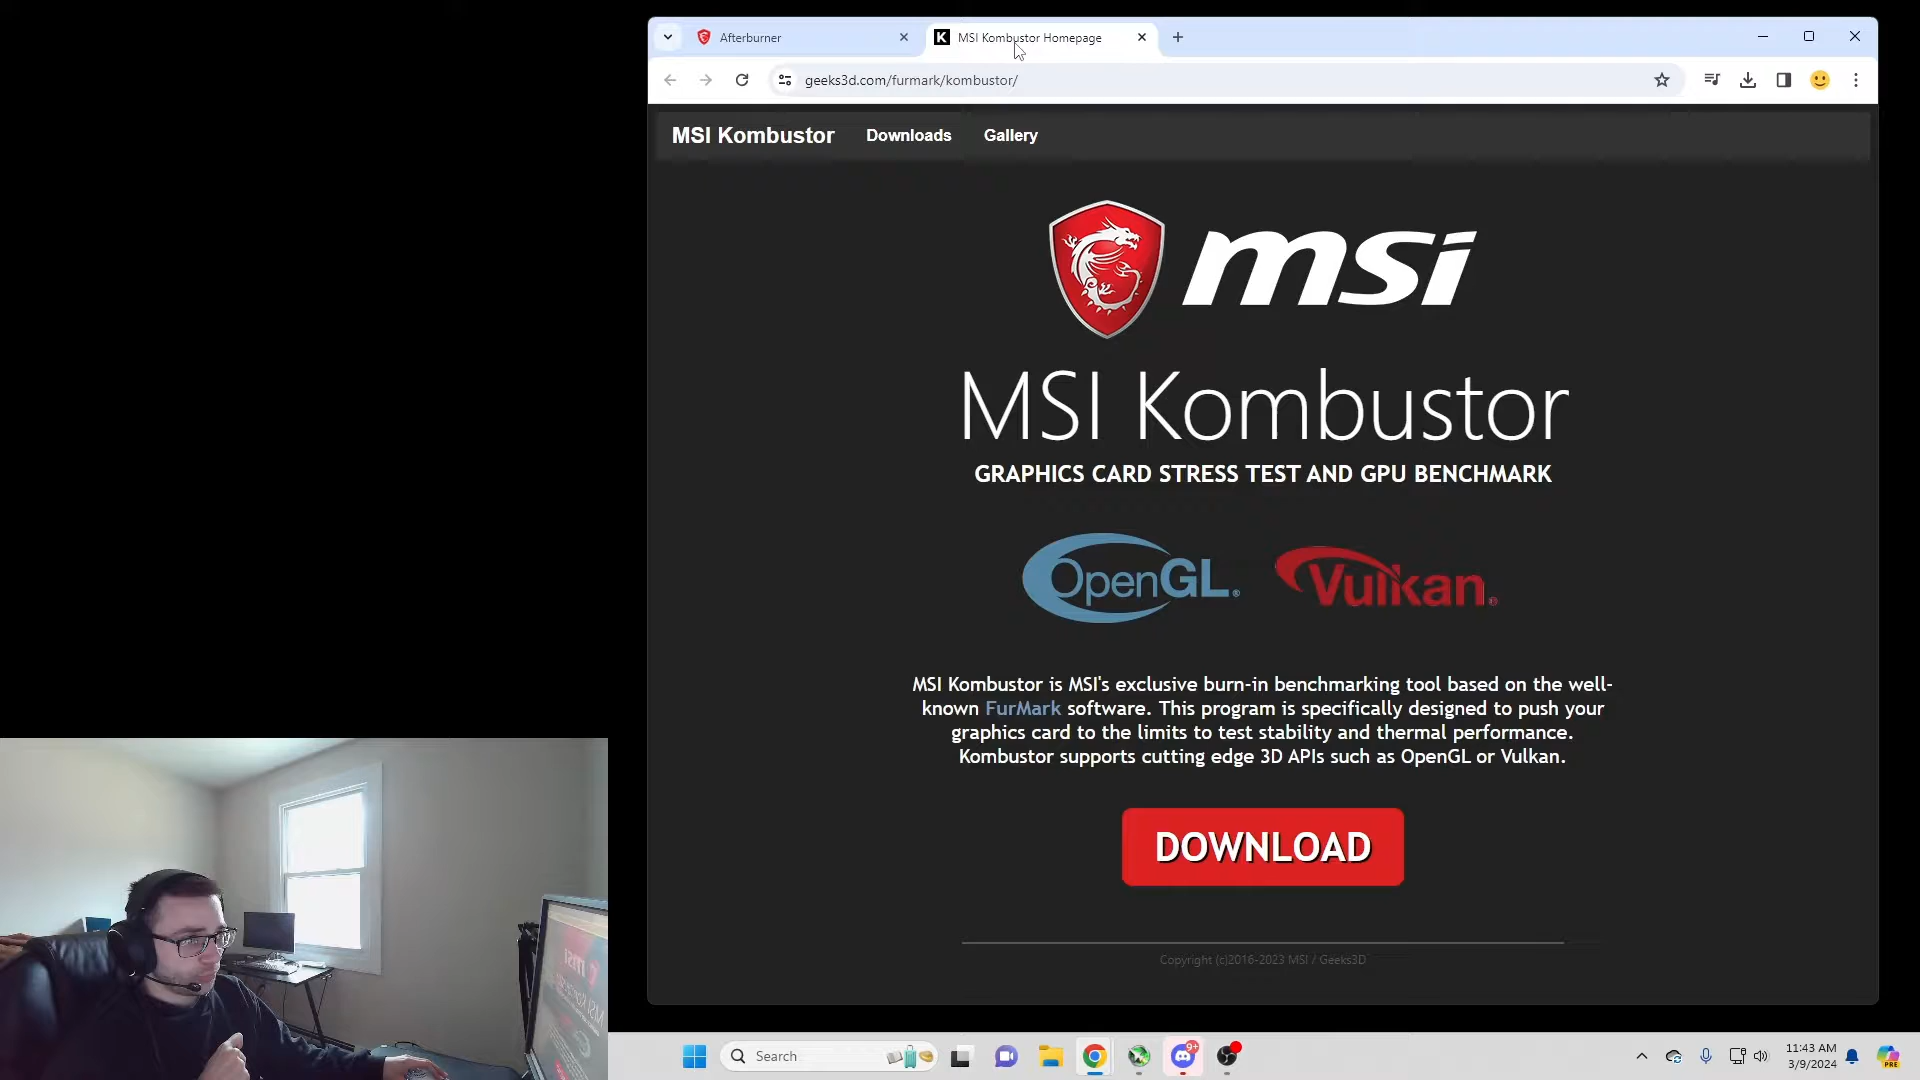 Afterburner
K MSI Kombustor Homepage
geeks3d.com/furmark/kombustor/
MSI Kombustor Downloads Gallery
msi
MSI Kombustor
GRAPHICS CARD STRESS TEST AND GPU BENCHMARK
OpenGL® Vulkan®
MSI Kombustor is MSI's exclusive burn-in benchmarking tool based on the well-
known FurMark software. This program is specifically designed to push your
graphics card to the limits to test stability and thermal performance.
Kombustor supports cutting edge 3D APIs such as OpenGL or Vulkan.
DOWNLOAD
Copyright (c)2016-2023 MSI / Geeks3D
Search
9+
11:43 AM
3/9/2024
PRE